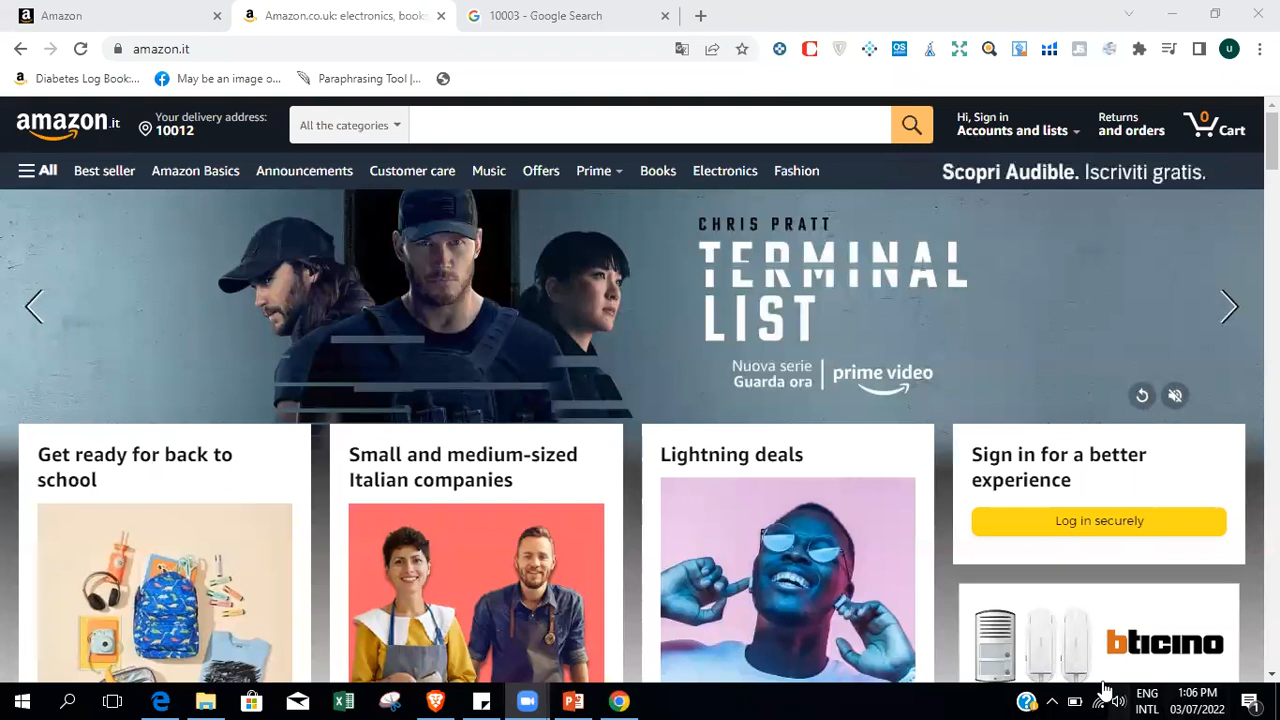 Amazon
Amazon.co.uk: electronics, books
10003 - Google Search
amazon.it
Diabetes Log Book:...
May be an image o...
Paraphrasing Tool |...
amazon.it
Your delivery address:
10012
All the categories
Hi, Sign in
Accounts and lists
Returns
and orders
0
Cart
All
Best seller
Amazon Basics
Announcements
Customer care
Music
Offers
Prime
Books
Electronics
Fashion
Scopri Audible. Iscriviti gratis.
CHRIS PRATT
TERMINAL
LIST
Nuova serie
Guarda ora
prime video
Get ready for back to
school
Small and medium-sized
Italian companies
Lightning deals
Sign in for a better
experience
Log in securely
bticino
ENG
INTL
1:06 PM
03/07/2022